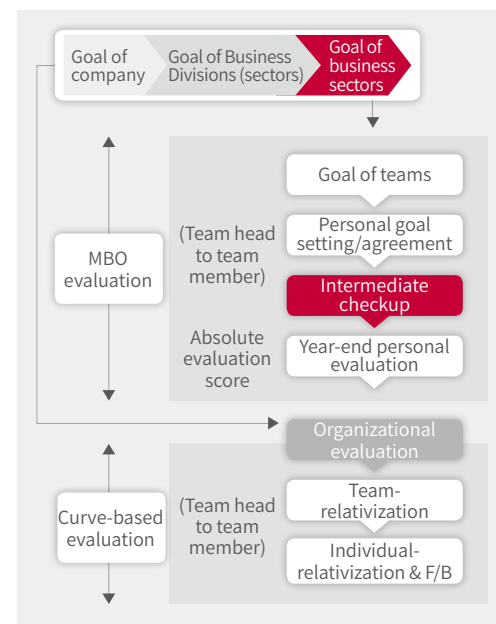 Goal of
company
Goal of Business
Divisions (sectors)
Goal of
business
sectors
MBO
evaluation
(Team head
to team
member)
Absolute
evaluation
score
Goal of teams
Personal goal
setting/agreement
Intermediate
checkup
Year-end personal
evaluation
Organizational
evaluation
Curve-based
evaluation
(Team head
to team
member)
Team-
relativization
Individual-
relativization & F/B